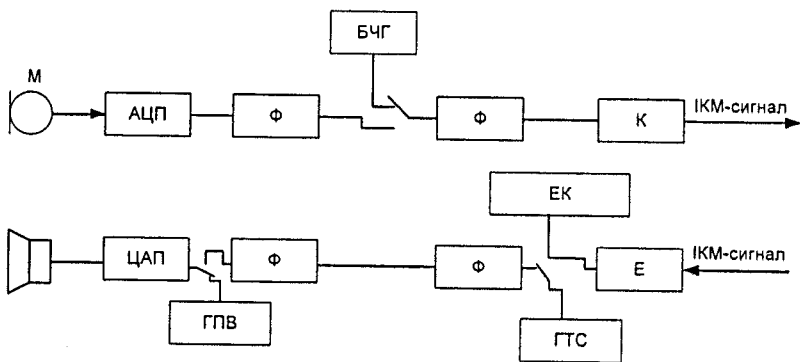 БЧГ
М
АЦП
Ф
Ф
К
ІКМ-сигнал
ЕК
ЦАП
Ф
Ф
Е
ІКМ-сигнал
ГПВ
ГТС